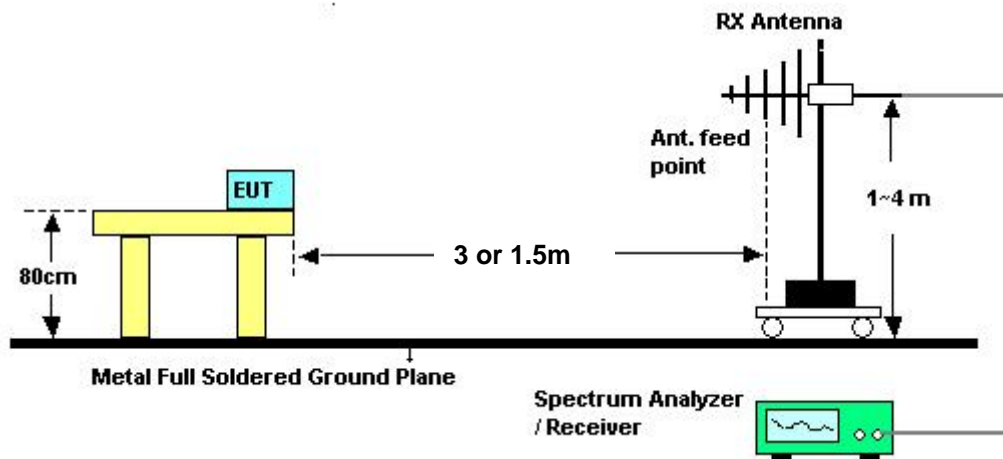 RX Antenna
Ant. feed
point
EUT
1~4 m
3 or 1.5m
80cm
Metal Full Soldered Ground Plane
Spectrum Analyzer
/ Receiver